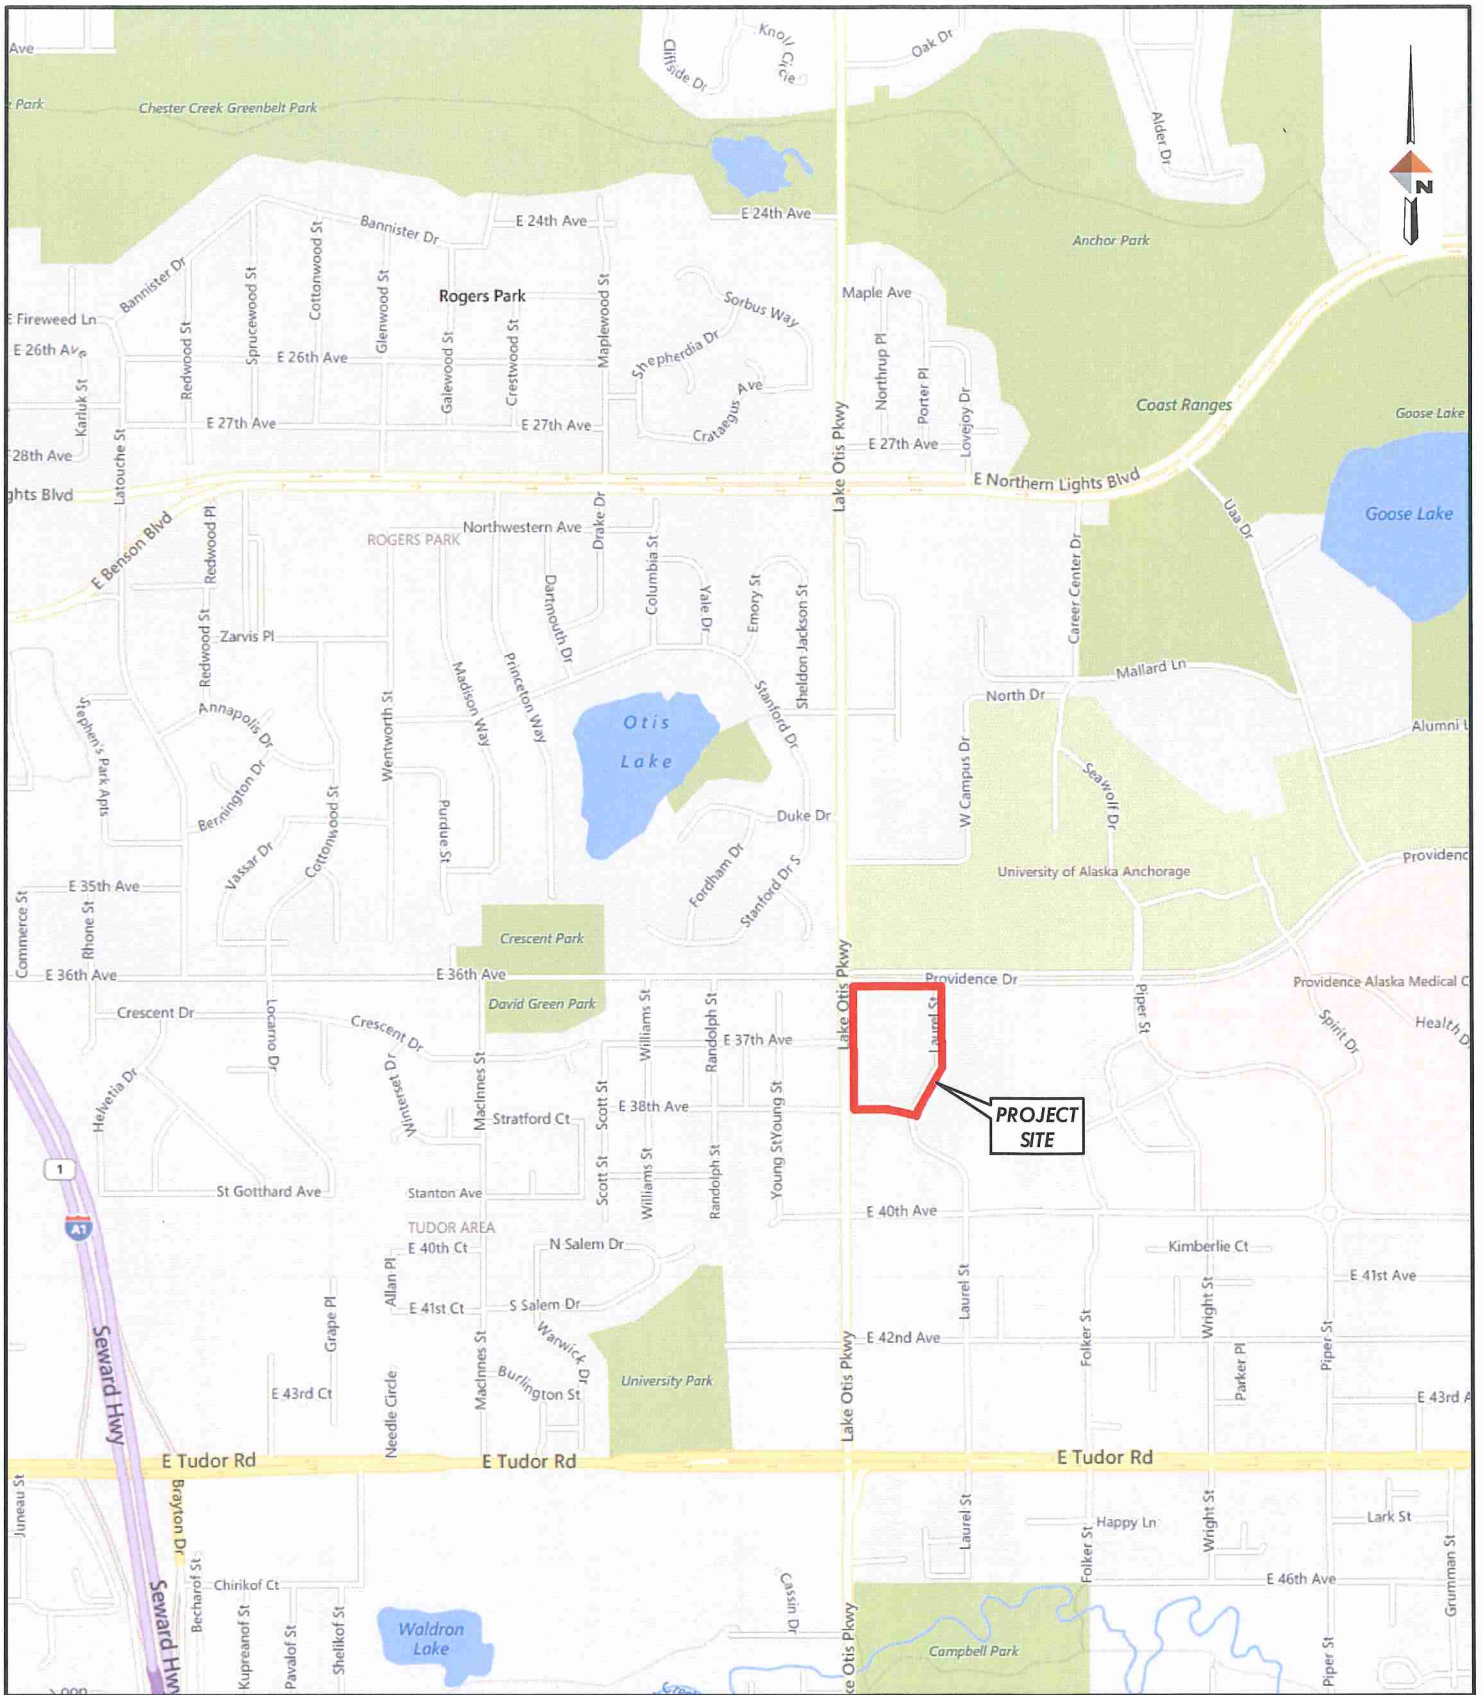 Ave
Knoll Circle
Cliffside Dr
Oak Dr
Park
Chester Creek Greenbelt Park
Alder Dr
N
E 24th Ave
E 24th Ave
Bannister Dr
Anchor Park
Bannister Dr
Cottonwood St
Sprucewood St
Glenwood St
Rogers Park
Maplewood St
Sorbus Way
Maple Ave
E Fireweed Ln
E 26th Ave
Redwood St
E 26th Ave
Galewood St
Crestwood St
Shepherdia Dr
Northrup Pl
Porter Pl
Lovejoy Dr
Karluk St
Crataegus Ave
Coast Ranges
Goose Lake
E 27th Ave
E 27th Ave
E 27th Ave
28th Ave
Latouche St
Lake Otis Pkwy
ghts Blvd
E Northern Lights Blvd
E Benson Blvd
Redwood Pl
Northwestern Ave
Drake Dr
ROGERS PARK
Uaa Dr
Goose Lake
Columbia St
Career Center Dr
Dartmouth Dr
Yale Dr
Emory St
Sheldon Jackson St
Redwood St
Zarvis Pl
Madison Way
Princeton Way
Mallard Ln
North Dr
Stephen's Park Apts
Annapolis Dr
Wentworth St
Otis
Lake
Stanford Dr
Alumni L
W Campus Dr
Seawolf Dr
Bennington Dr
Cottonwood St
Purdue St
Duke Dr
Vassar Dr
Fordham Dr
Stanford Dr S
University of Alaska Anchorage
Providenc
E 35th Ave
Commerce St
Rhone St
Crescent Park
Lake Otis Pkwy
E 36th Ave
E 36th Ave
Providence Dr
Providence Alaska Medical C
Crescent Dr
Locarno Dr
Crescent Dr
David Green Park
Williams St
Randolph St
E 37th Ave
Laurel St
Piper St
Spirit Dr
Health D
Helvetia Dr
Winterset Dr
MacInnes St
Stratford Ct
Scott St
E 38th Ave
Young St
Young St
PROJECT
SITE
1
St Gotthard Ave
Stanton Ave
Scott St
Williams St
Randolph St
E 40th Ave
A1
TUDOR AREA
E 40th Ct
N Salem Dr
Kimberlie Ct
Allan Pl
E 41st Ct
S Salem Dr
Laurel St
E 41st Ave
Grape Pl
Wright St
Seward Hwy
Warwick Dr
E 42nd Ave
Folker St
Parker Pl
Piper St
MacInnes St
Burlington St
University Park
Lake Otis Pkwy
E 43rd Ct
Needle Circle
E 43rd A
E Tudor Rd
E Tudor Rd
E Tudor Rd
Juneau St
Brayton Dr
Laurel St
Happy Ln
Folker St
Wright St
Lark St
Grumman St
Becharof St
Chirikof Ct
E 46th Ave
Seward Hwy
Kupreanof St
Pavalof St
Shelikof St
Waldron
Lake
Cassin Dr
ke Otis Pkwy
Campbell Park
Piper St